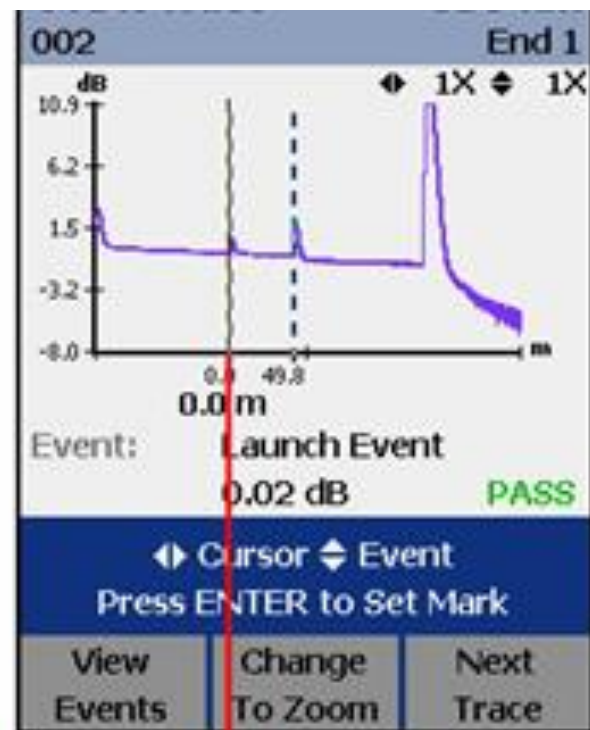 002 End 1
dB 1X 1X
10.9
6.2
1.5
-3.2
-8.0 m
0.0 49.8
0.0 m
Event: Launch Event
0.02 dB PASS
Cursor Event
Press ENTER to Set Mark
View Change Next
Events To Zoom Trace